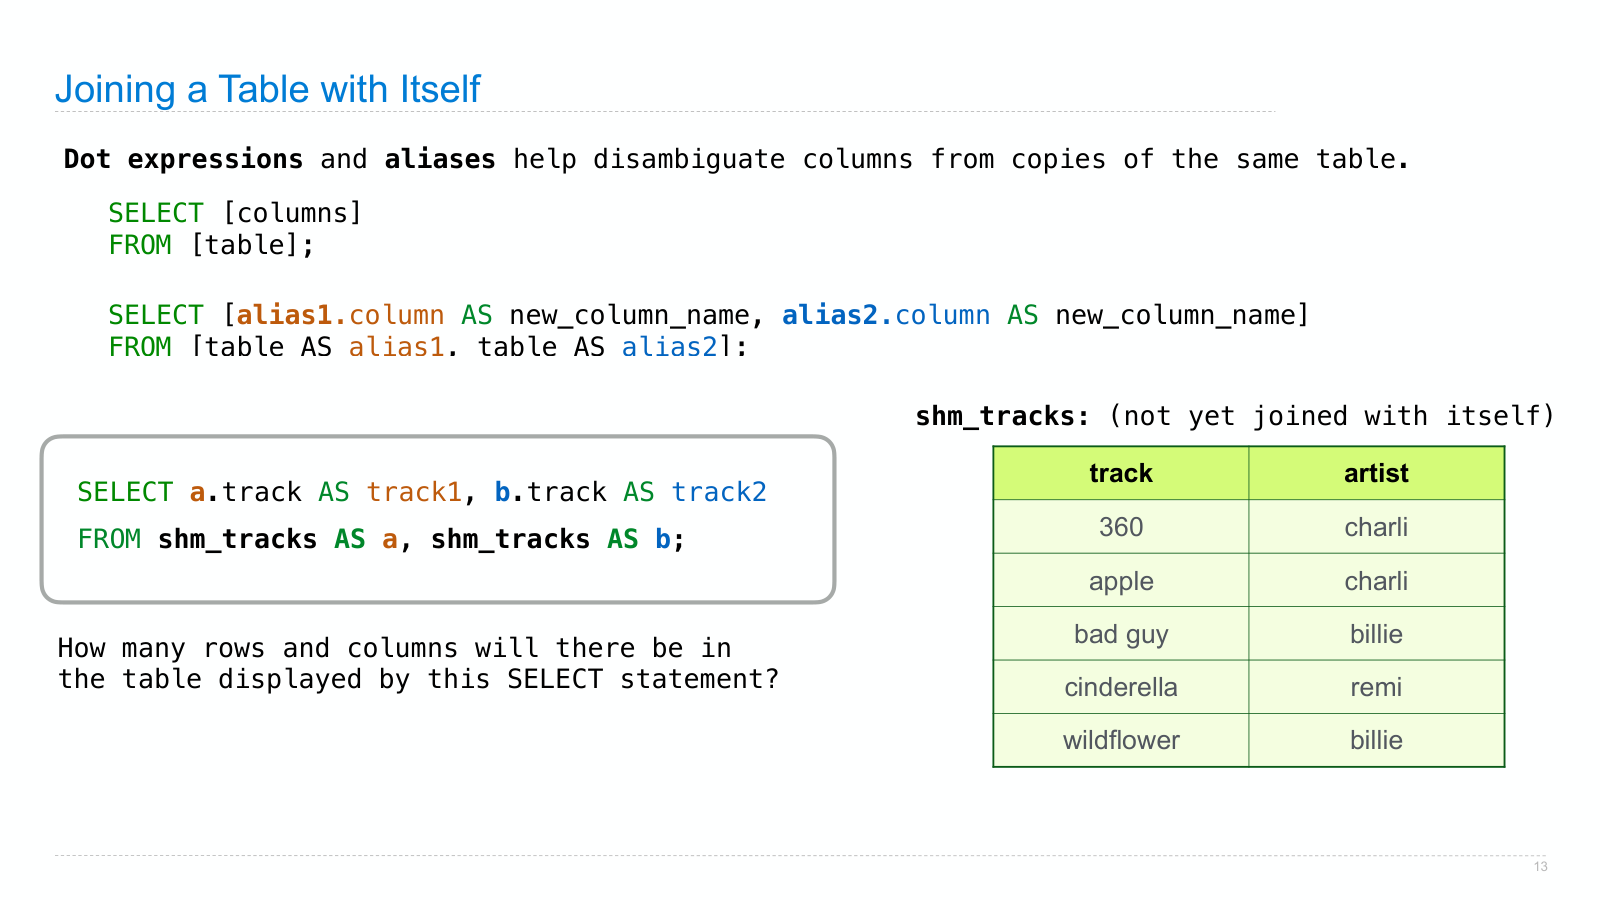 Joining a Table with Itself
Dot expressions and aliases help disambiguate columns from copies of the same table.
SELECT [columns]
FROM [table];
SELECT [alias1.column AS new_column_name, alias2.column AS new_column_name]
FROM [table AS alias1, table AS alias2];
shm_tracks: (not yet joined with itself)
SELECT a.track AS track1, b.track AS track2
FROM shm_tracks AS a, shm_tracks AS b;
How many rows and columns will there be in
the table displayed by this SELECT statement?
track artist
360 charli
apple charli
bad guy billie
cinderella remi
wildflower billie
13